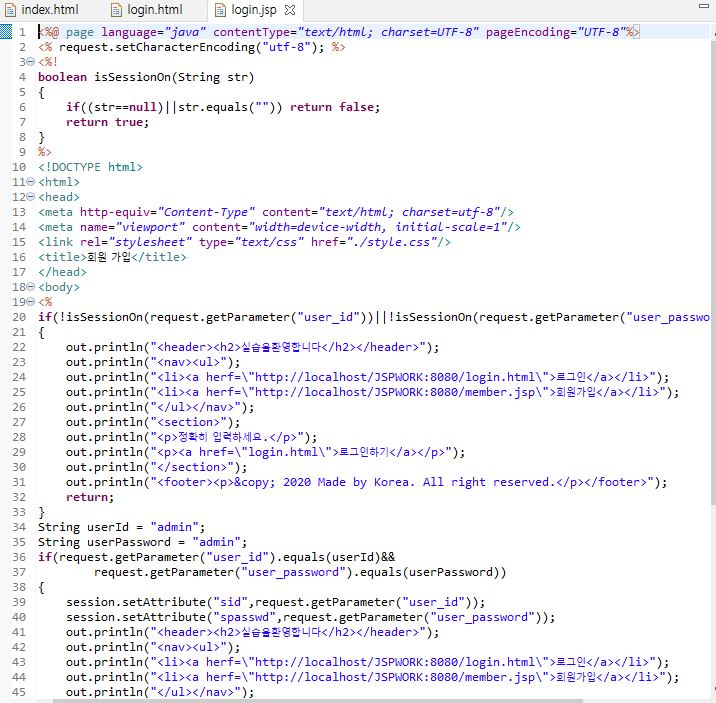 index.html login.html login.jsp
1 <%@ page language="java" contentType="text/html; charset=UTF-8" pageEncoding="UTF-8"%>
2 <% request.setCharacterEncoding("utf-8"); %>
3 <%!
4 boolean isSessionOn(String str)
5 {
6 if((str==null)||str.equals("")) return false;
7 return true;
8 }
9 %>
10 <!DOCTYPE html>
11 <html>
12 <head>
13 <meta http-equiv="Content-Type" content="text/html; charset=utf-8"/>
14 <meta name="viewport" content="width=device-width, initial-scale=1"/>
15 <link rel="stylesheet" type="text/css" href="./style.css"/>
16 <title>회원 가입</title>
17 </head>
18 <body>
19 <%
20 if(!isSessionOn(request.getParameter("user_id"))||!isSessionOn(request.getParameter("user_passwo
21 {
22 out.println("<header><h2>실습을환영합니다</h2></header>");
23 out.println("<nav><ul>");
24 out.println("<li><a herf=\"http://localhost/JSPWORK:8080/login.html\">로그인</a></li>");
25 out.println("<li><a herf=\"http://localhost/JSPWORK:8080/member.jsp\">회원가입</a></li>");
26 out.println("</ul></nav>");
27 out.println("<section>");
28 out.println("<p>정확히 입력하세요.</p>");
29 out.println("<p><a href=\"login.html\">로그인하기</a></p>");
30 out.println("</section>");
31 out.println("<footer><p>&copy; 2020 Made by Korea. All right reserved.</p></footer>");
32 return;
33 }
34 String userId = "admin";
35 String userPassword = "admin";
36 if(request.getParameter("user_id").equals(userId)&&
37 request.getParameter("user_password").equals(userPassword))
38 {
39 session.setAttribute("sid",request.getParameter("user_id"));
40 session.setAttribute("spasswd",request.getParameter("user_password"));
41 out.println("<header><h2>실습을환영합니다</h2></header>");
42 out.println("<nav><ul>");
43 out.println("<li><a herf=\"http://localhost/JSPWORK:8080/login.html\">로그인</a></li>");
44 out.println("<li><a herf=\"http://localhost/JSPWORK:8080/member.jsp\">회원가입</a></li>");
45 out.println("</ul></nav>");